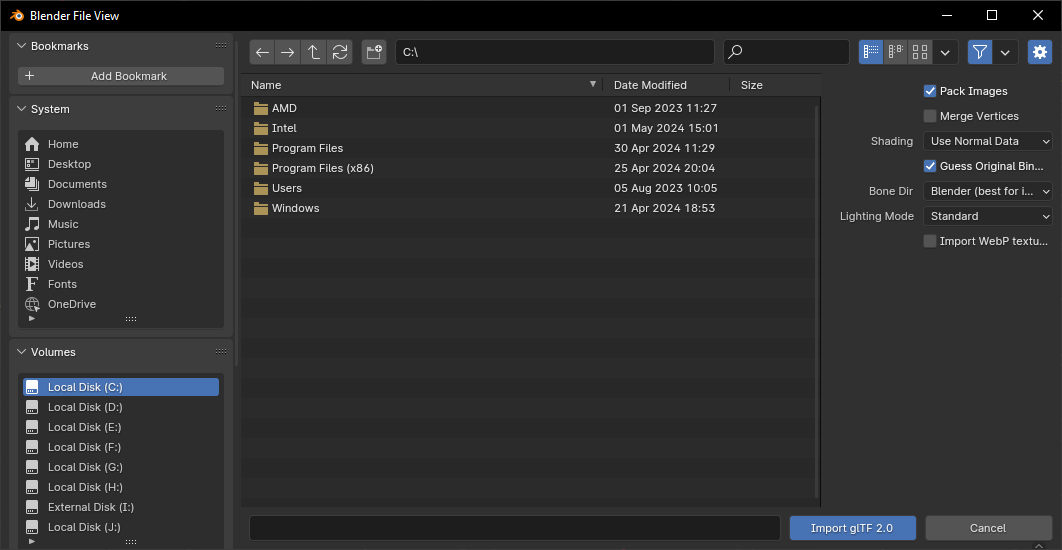 Blender File View
Bookmarks
Add Bookmark
System
Home
Desktop
Documents
Downloads
Music
Pictures
Videos
Fonts
OneDrive
Volumes
Local Disk (C:)
Local Disk (D:)
Local Disk (E:)
Local Disk (F:)
Local Disk (G:)
Local Disk (H:)
External Disk (I:)
Local Disk (J:)
C:\
Name Date Modified Size
AMD 01 Sep 2023 11:27
Intel 01 May 2024 15:01
Program Files 30 Apr 2024 11:29
Program Files (x86) 25 Apr 2024 20:04
Users 05 Aug 2023 10:05
Windows 21 Apr 2024 18:53
Pack Images
Merge Vertices
Shading Use Normal Data
Guess Original Bin...
Bone Dir Blender (best for i...
Lighting Mode Standard
Import WebP textu...
Import glTF 2.0 Cancel